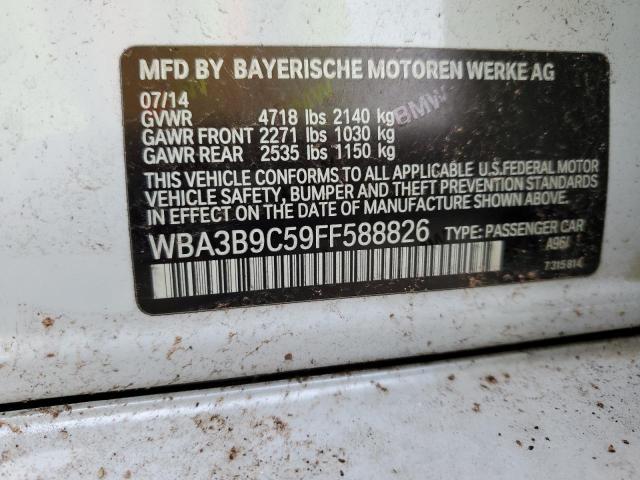 MFD BY BAYERISCHE MOTOREN WERKE AG
07/14
GVWR 4718 lbs 2140 kg
GAWR FRONT 2271 lbs 1030 kg
GAWR REAR 2535 lbs 1150 kg
THIS VEHICLE CONFORMS TO ALL APPLICABLE U.S.FEDERAL MOTOR
VEHICLE SAFETY, BUMPER AND THEFT PREVENTION STANDARDS
IN EFFECT ON THE DATE OF MANUFACTURE SHOWN ABOVE.
WBA3B9C59FF588826 TYPE: PASSENGER CAR
A96/
7315814
BMW